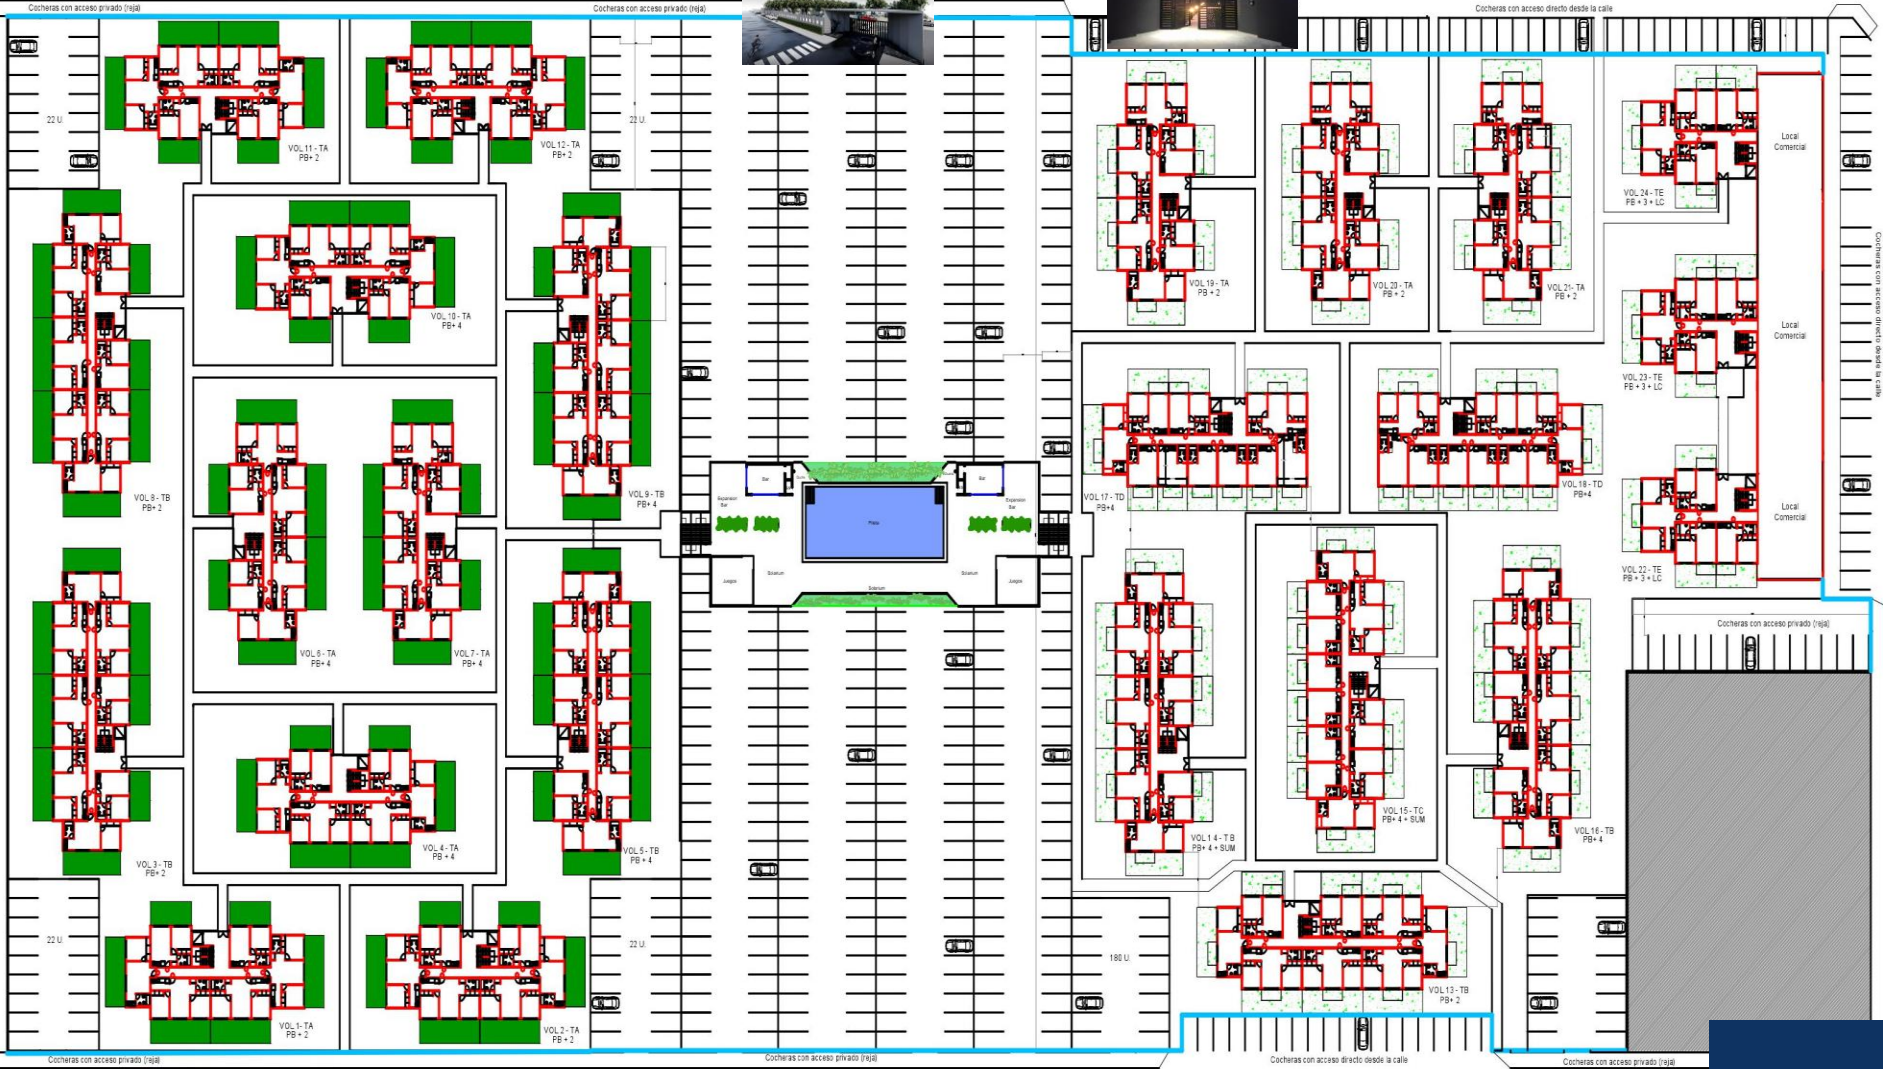 Cocheras con acceso privado (reja)
Cocheras con acceso privado (reja)
Cocheras con acceso directo desde la calle
22 U.
VOL 11 - TA
PB+ 2
VOL 12 - TA
PB+ 2
22 U.
Local
Comercial
VOL 24 - TE
PB + 3 + LC
Cocheras con acceso directo desde la calle
VOL 19 - TA
PB + 2
VOL 20 - TA
PB + 2
VOL 21- TA
PB + 2
VOL 10 - TA
PB+ 4
Local
Comercial
VOL 23 - TE
PB + 3 + LC
VOL 8 - TB
PB+ 2
VOL 9 - TB
PB+ 4
Bar
Bar
Expansion
Bar
Expansion
Bar
Pileta
VOL 17 - TD
PB+4
VOL 18 - TD
PB+4
Local
Comercial
VOL 22 - TE
PB + 3 + LC
Juegos
Solarium
Solarium
Solarium
Juegos
VOL 6 - TA
PB+ 4
VOL 7 - TA
PB+ 4
Cocheras con acceso privado (reja)
VOL 3 - TB
PB+ 2
VOL 4 - TA
PB + 4
VOL 5 - TB
PB + 4
VOL 1 4 - T B
PB+ 4 + SUM
VOL 15 - TC
PB+ 4 + SUM
VOL 16 - TB
PB+ 4
22 U.
22 U.
180 U.
VOL 1- TA
PB + 2
VOL 2 - TA
PB + 2
VOL 13 - TB
PB+ 2
Cocheras con acceso privado (reja)
Cocheras con acceso privado (reja)
Cocheras con acceso directo desde la calle
Cocheras con acceso privado (reja)